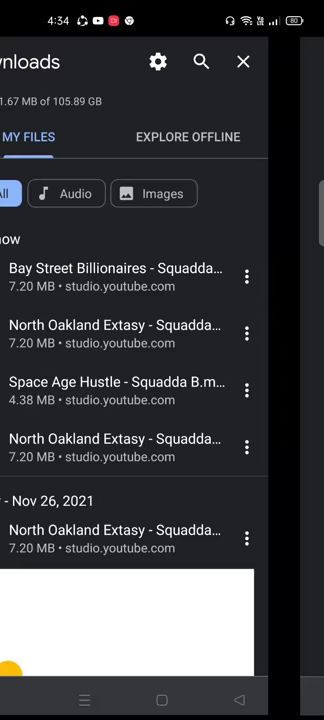 4:34
80
nloads
1.67 MB of 105.89 GB
MY FILES
EXPLORE OFFLINE
All
Audio
Images
now
Bay Street Billionaires - Squadda...
7.20 MB • studio.youtube.com
North Oakland Extasy - Squadda...
7.20 MB • studio.youtube.com
Space Age Hustle - Squadda B.m...
4.38 MB • studio.youtube.com
North Oakland Extasy - Squadda...
7.20 MB • studio.youtube.com
- Nov 26, 2021
North Oakland Extasy - Squadda...
7.20 MB • studio.youtube.com